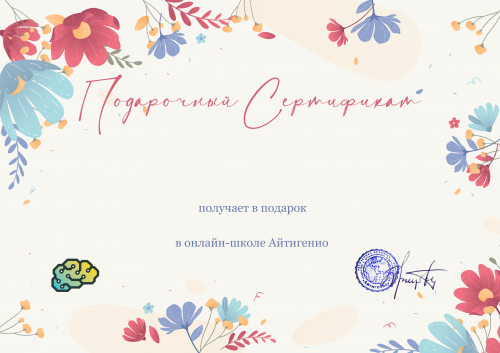 Подарочный Сертификат
получает в подарок
в онлайн-школе Айтигенио